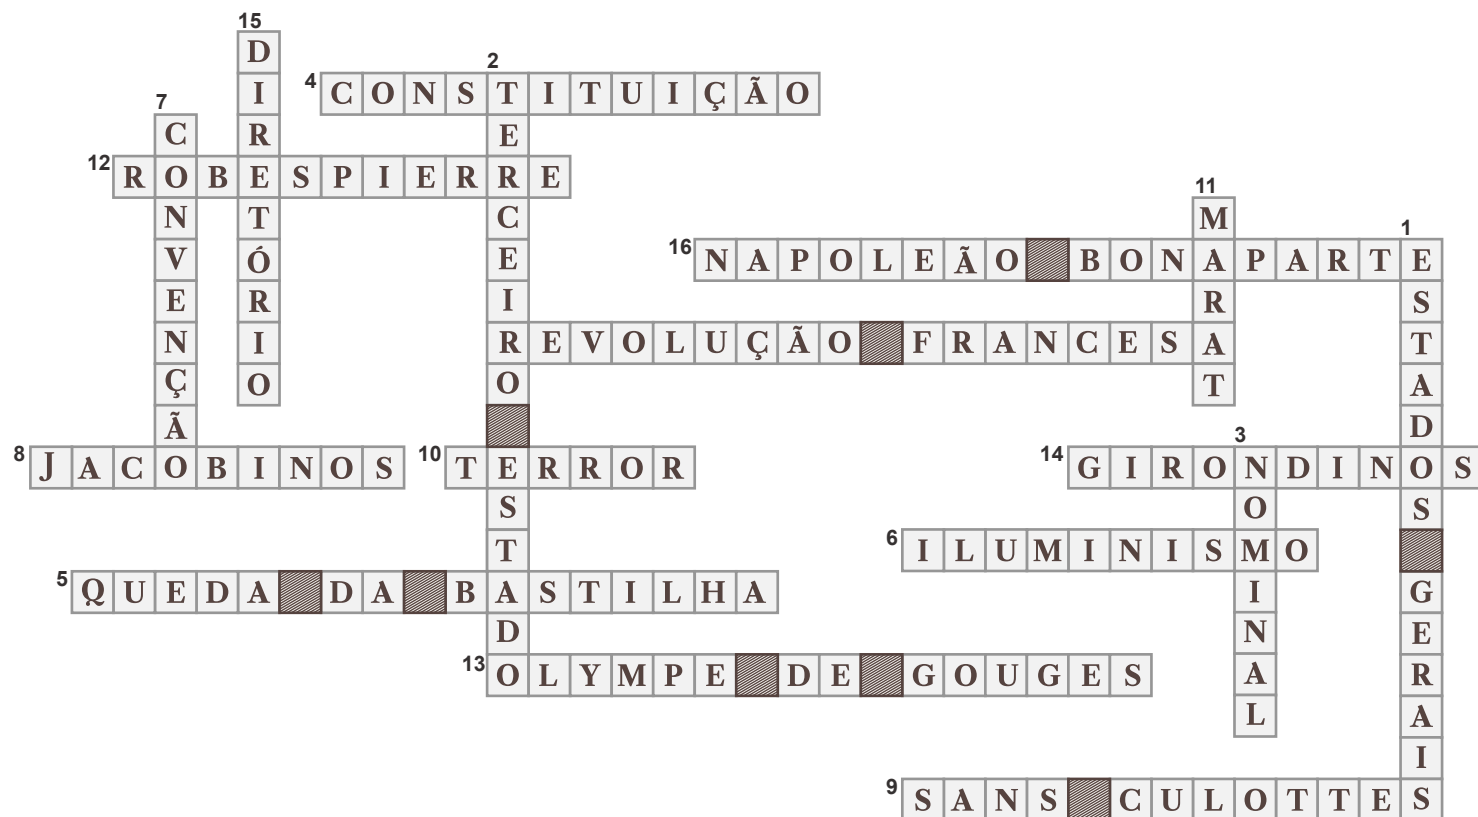 15
DIRETÓRIO
2
TERCEIRO ESTADO
4 CONSTITUIÇÃO
7
CONVENÇÃO
12 ROBESPIERRE
11
MARAT
1
ESTADOS GERAIS
16 NAPOLEÃO BONAPARTE
REVOLUÇÃO FRANCESA
3
NOMINAL
8 JACOBINOS
10 TERROR
14 GIRONDINOS
6 ILUMINISMO
5 QUEDA DA BASTILHA
13 OLYMPE DE GOUGES
9 SANS CULOTTES